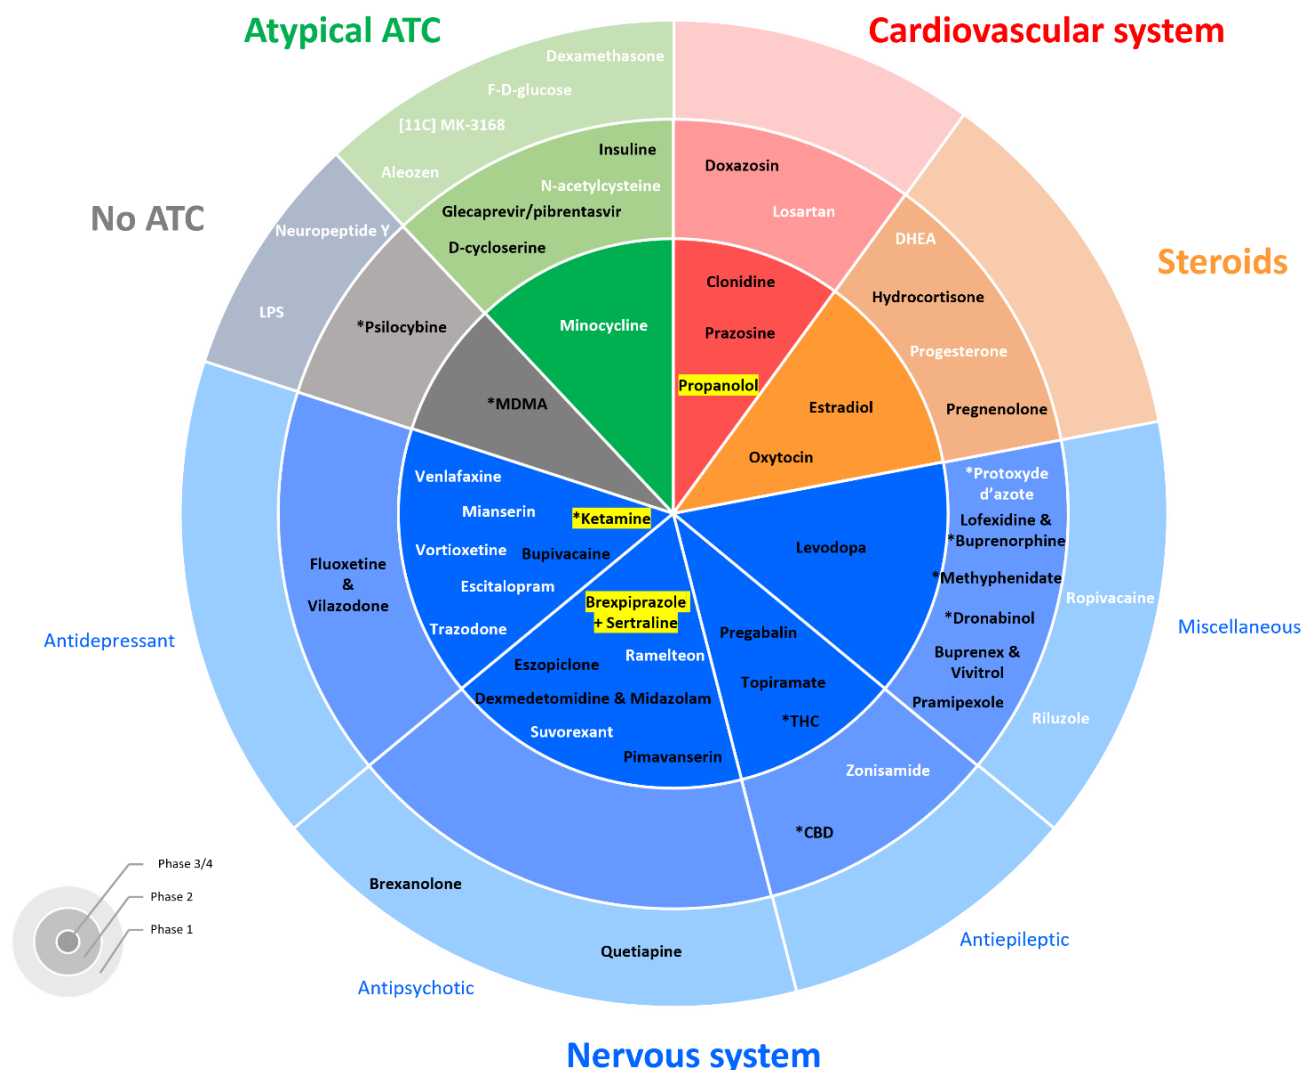 Atypical ATC
Cardiovascular system
Dexamethasone
F-D-glucose
[11C] MK-3168
Aleozen
Insuline
N-acetylcysteine
Glecaprevir/pibrentasvir
D-cycloserine
Minocycline
Doxazosin
Losartan
Clonidine
Prazosine
Propanolol
No ATC
Neuropeptide Y
LPS
*Psilocybine
*MDMA
Steroids
DHEA
Hydrocortisone
Progesterone
Pregnenolone
Estradiol
Oxytocin
Venlafaxine
Mianserin
*Ketamine
Vortioxetine
Bupivacaine
Escitalopram
Trazodone
Fluoxetine
&
Vilazodone
Antidepressant
Brexpiprazole
+ Sertraline
Ramelteon
Eszopiclone
Dexmedetomidine & Midazolam
Suvorexant
Pimavanserin
Brexanolone
Quetiapine
Antipsychotic
Pregabalin
Topiramate
*THC
Zonisamide
*CBD
Antiepileptic
Levodopa
*Protoxyde
d'azote
Lofexidine &
*Buprenorphine
*Methyphenidate
*Dronabinol
Buprenex &
Vivitrol
Pramipexole
Ropivacaine
Riluzole
Miscellaneous
Phase 3/4
Phase 2
Phase 1
Nervous system